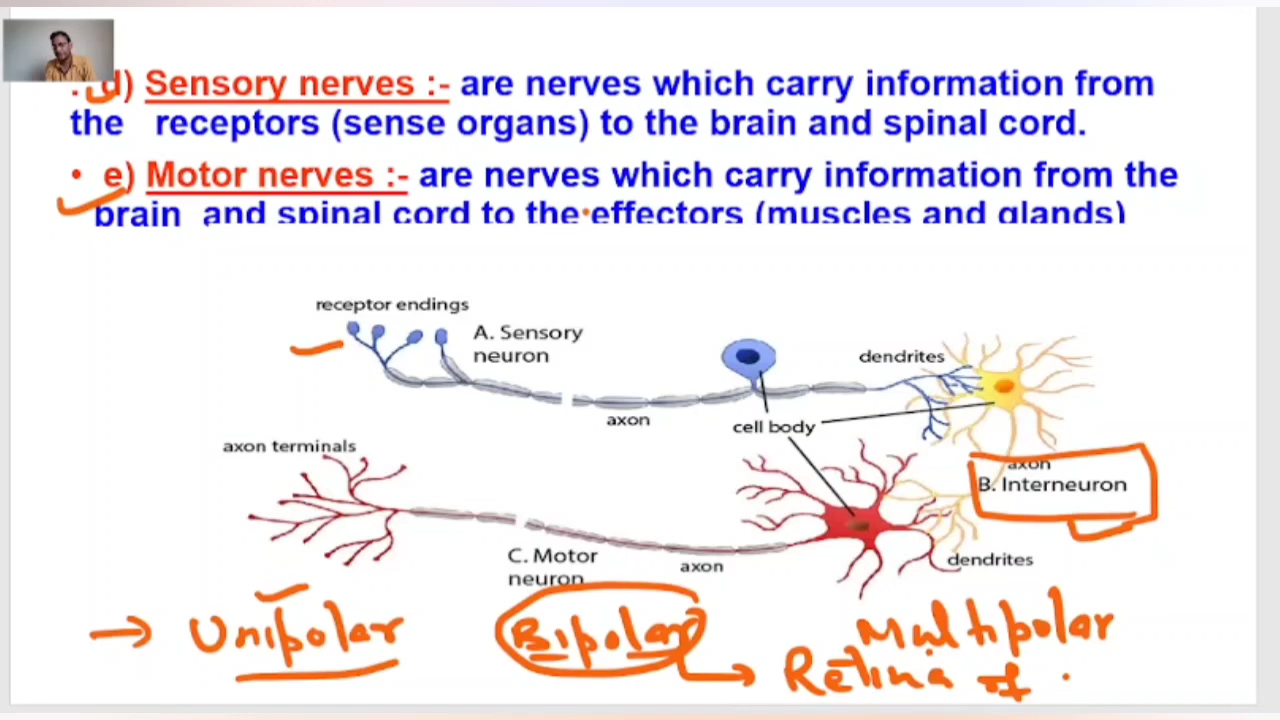 d) Sensory nerves :- are nerves which carry information from
the receptors (sense organs) to the brain and spinal cord.
• e) Motor nerves :- are nerves which carry information from the
brain and spinal cord to the effectors (muscles and glands)
receptor endings
A. Sensory
neuron
dendrites
axon
cell body
axon terminals
axon
B. Interneuron
C. Motor
neuron
axon
dendrites
→ Unipolar Bipolar Multipolar
→ Retina of